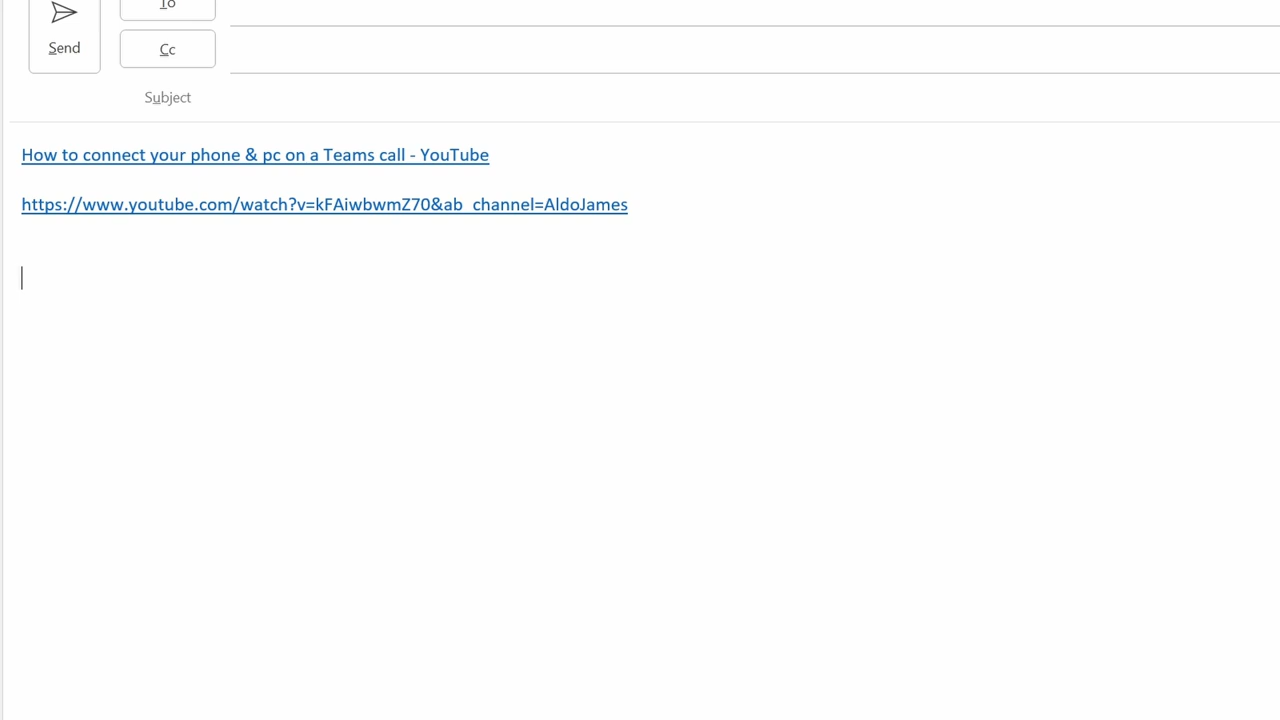 To
Send
Cc
Subject
How to connect your phone & pc on a Teams call - YouTube
https://www.youtube.com/watch?v=kFAiwbwmZ70&ab_channel=AldoJames